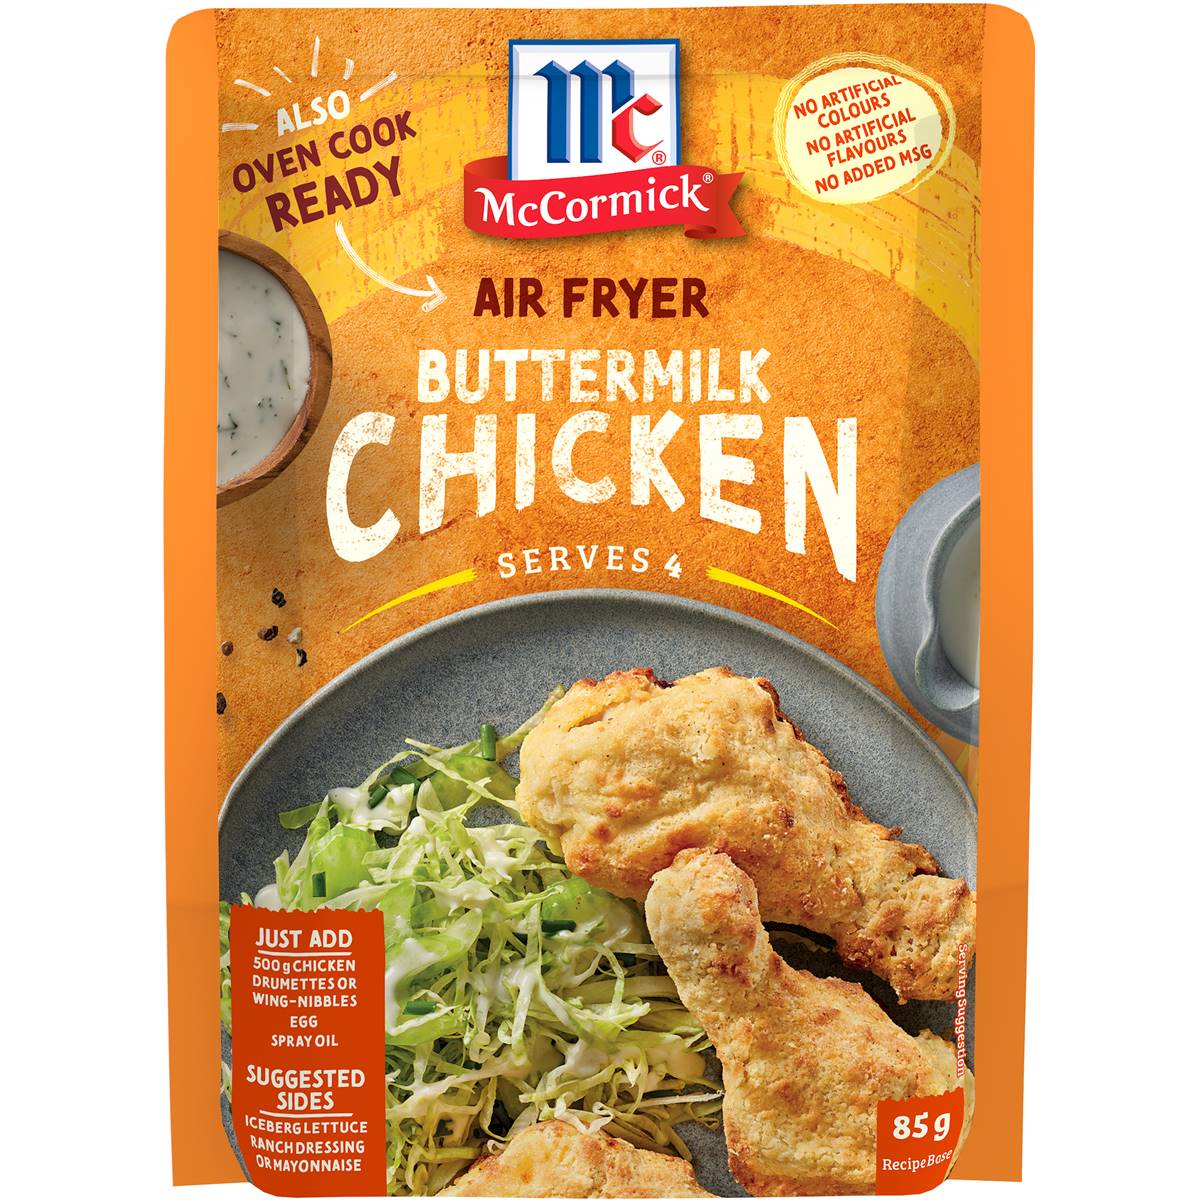 ALSO
OVEN COOK
READY
mc®
McCormick®
NO ARTIFICIAL
COLOURS
NO ARTIFICIAL
FLAVOURS
NO ADDED MSG
AIR FRYER
BUTTERMILK
CHICKEN
SERVES 4
JUST ADD
500g CHICKEN
DRUMETTES OR
WING-NIBBLES
EGG
SPRAY OIL
SUGGESTED
SIDES
ICEBERG LETTUCE
RANCH DRESSING
OR MAYONNAISE
Serving Suggestion
85g
Recipe Base